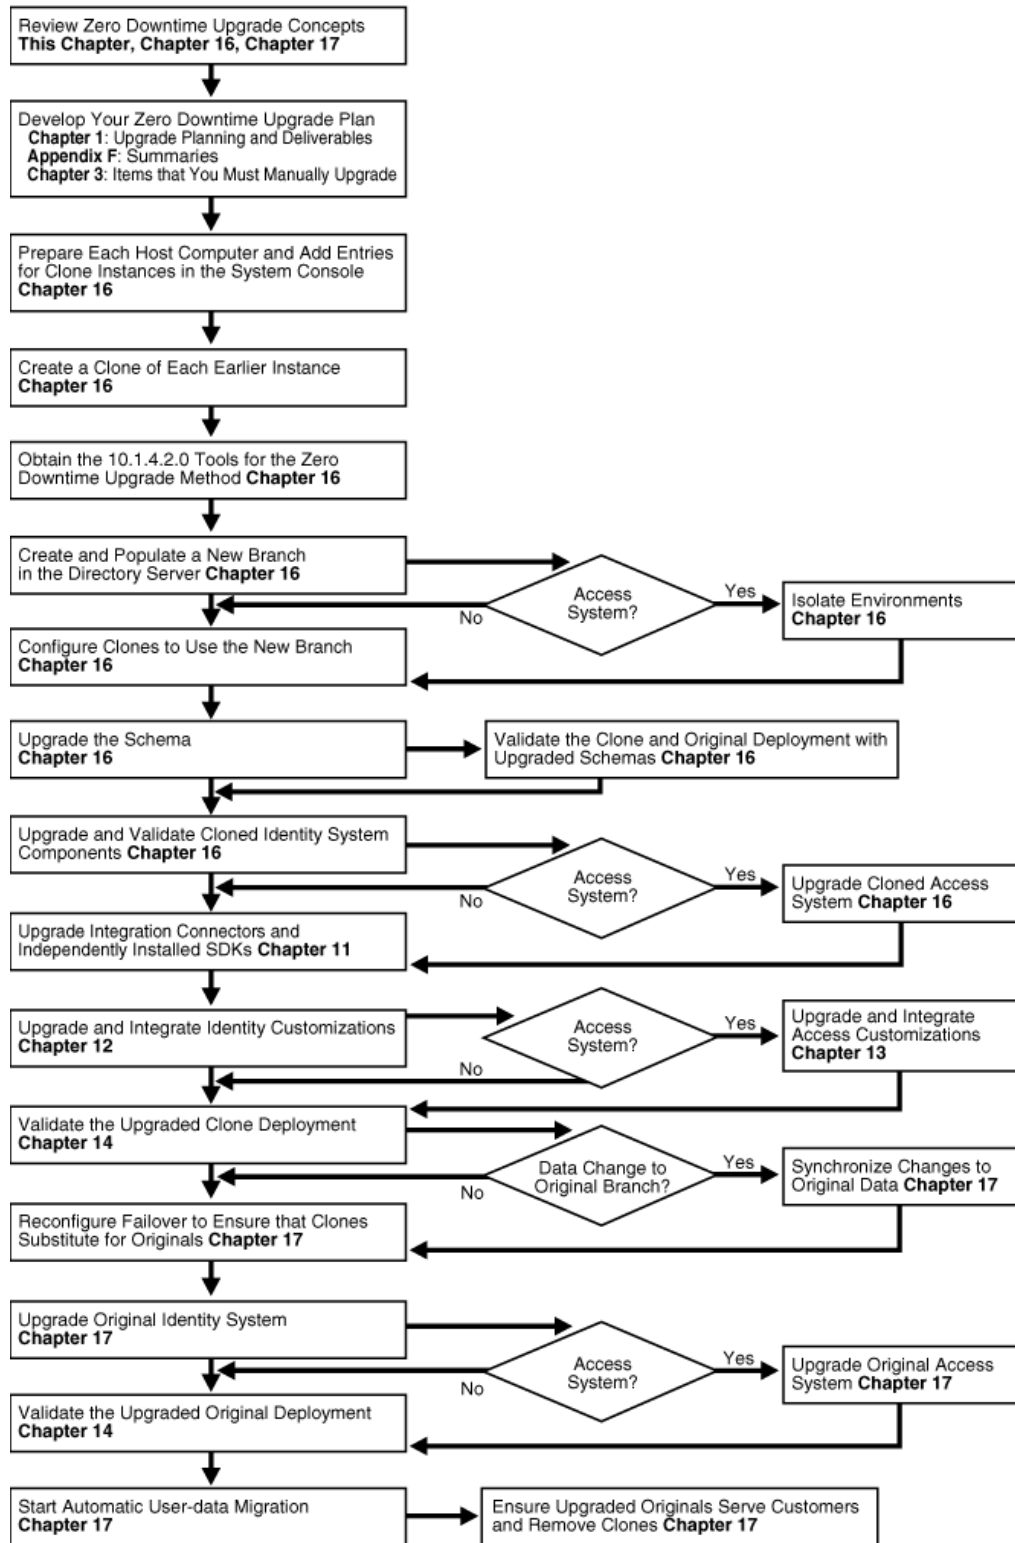 Review Zero Downtime Upgrade Concepts
This Chapter, Chapter 16, Chapter 17
Develop Your Zero Downtime Upgrade Plan
Chapter 1: Upgrade Planning and Deliverables
Appendix F: Summaries
Chapter 3: Items that You Must Manually Upgrade
Prepare Each Host Computer and Add Entries
for Clone Instances in the System Console
Chapter 16
Create a Clone of Each Earlier Instance
Chapter 16
Obtain the 10.1.4.2.0 Tools for the Zero
Downtime Upgrade Method Chapter 16
Create and Populate a New Branch
in the Directory Server Chapter 16
Access
System?
No
Yes
Isolate Environments
Chapter 16
Configure Clones to Use the New Branch
Chapter 16
Upgrade the Schema
Chapter 16
Validate the Clone and Original Deployment with
Upgraded Schemas Chapter 16
Upgrade and Validate Cloned Identity System
Components Chapter 16
Access
System?
No
Yes
Upgrade Cloned Access
System Chapter 16
Upgrade Integration Connectors and
Independently Installed SDKs Chapter 11
Upgrade and Integrate Identity Customizations
Chapter 12
Access
System?
No
Yes
Upgrade and Integrate
Access Customizations
Chapter 13
Validate the Upgraded Clone Deployment
Chapter 14
Data Change to
Original Branch?
No
Yes
Synchronize Changes to
Original Data Chapter 17
Reconfigure Failover to Ensure that Clones
Substitute for Originals Chapter 17
Upgrade Original Identity System
Chapter 17
Access
System?
No
Yes
Upgrade Original Access
System Chapter 17
Validate the Upgraded Original Deployment
Chapter 14
Start Automatic User-data Migration
Chapter 17
Ensure Upgraded Originals Serve Customers
and Remove Clones Chapter 17